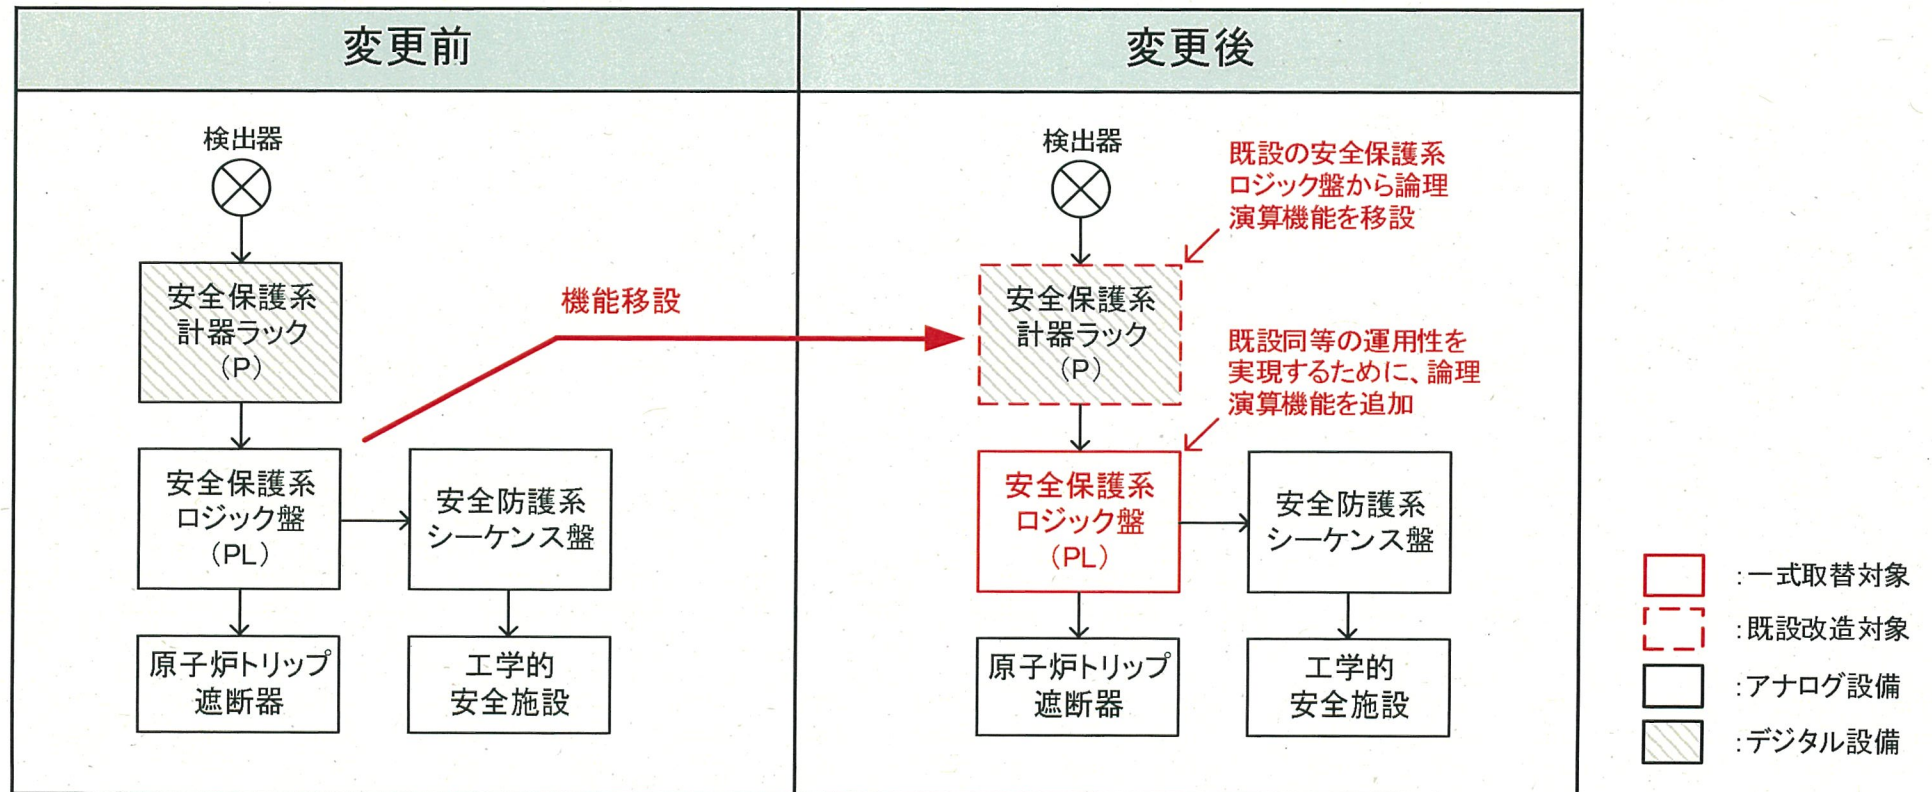 変更前
変更後
検出器
安全保護系
計器ラック
(P)
機能移設
安全保護系
ロジック盤
(PL)
安全防護系
シーケンス盤
原子炉トリップ
遮断器
工学的
安全施設
検出器
既設の安全保護系
ロジック盤から論理
演算機能を移設
安全保護系
計器ラック
(P)
既設同等の運用性を
実現するために、論理
演算機能を追加
安全保護系
ロジック盤
(PL)
安全防護系
シーケンス盤
原子炉トリップ
遮断器
工学的
安全施設
:一式取替対象
:既設改造対象
:アナログ設備
:デジタル設備